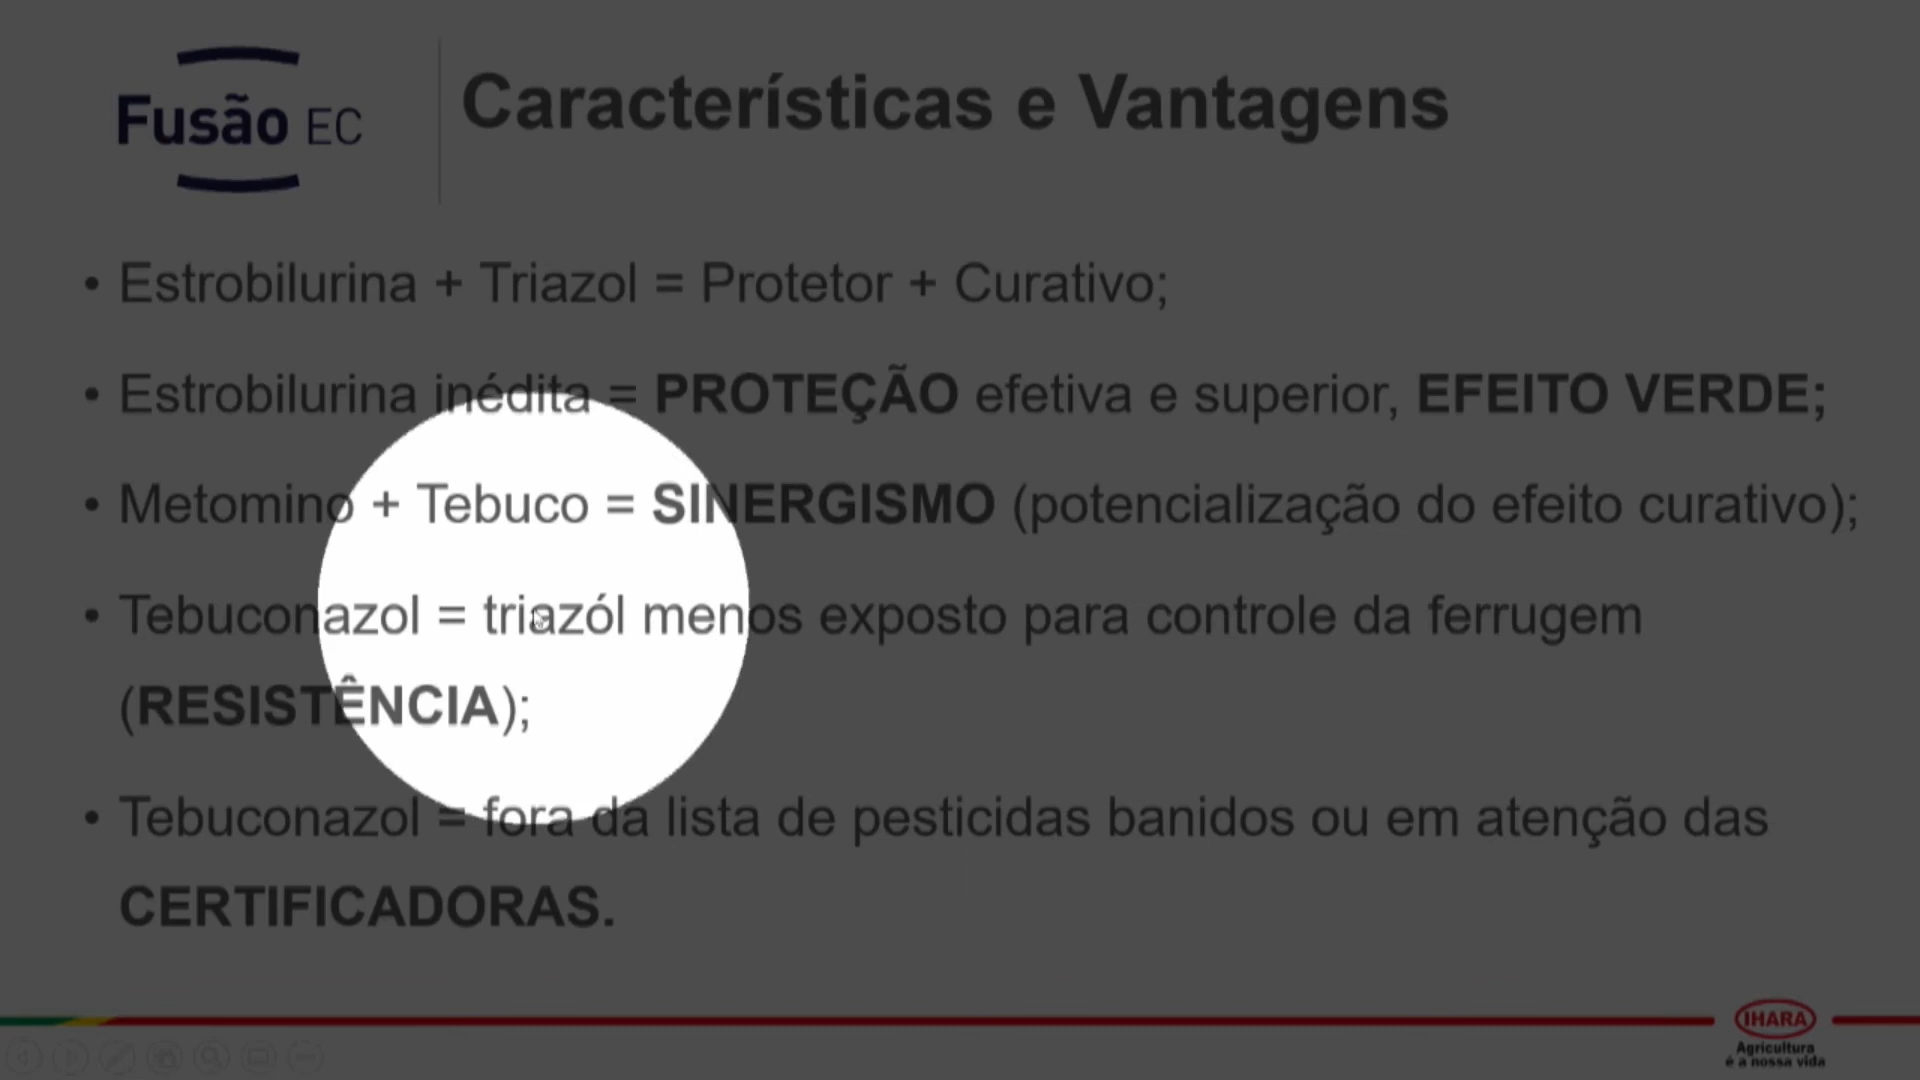 Fusão EC
Características e Vantagens
• Estrobilurina + Triazol = Protetor + Curativo;
• Estrobilurina inédita = PROTEÇÃO efetiva e superior, EFEITO VERDE;
• Metomino + Tebuco = SINERGISMO (potencialização do efeito curativo);
• Tebuconazol = triazól menos exposto para controle da ferrugem
(RESISTÊNCIA);
• Tebuconazol = fora da lista de pesticidas banidos ou em atenção das
CERTIFICADORAS.
IHARA
Agricultura
é a nossa vida